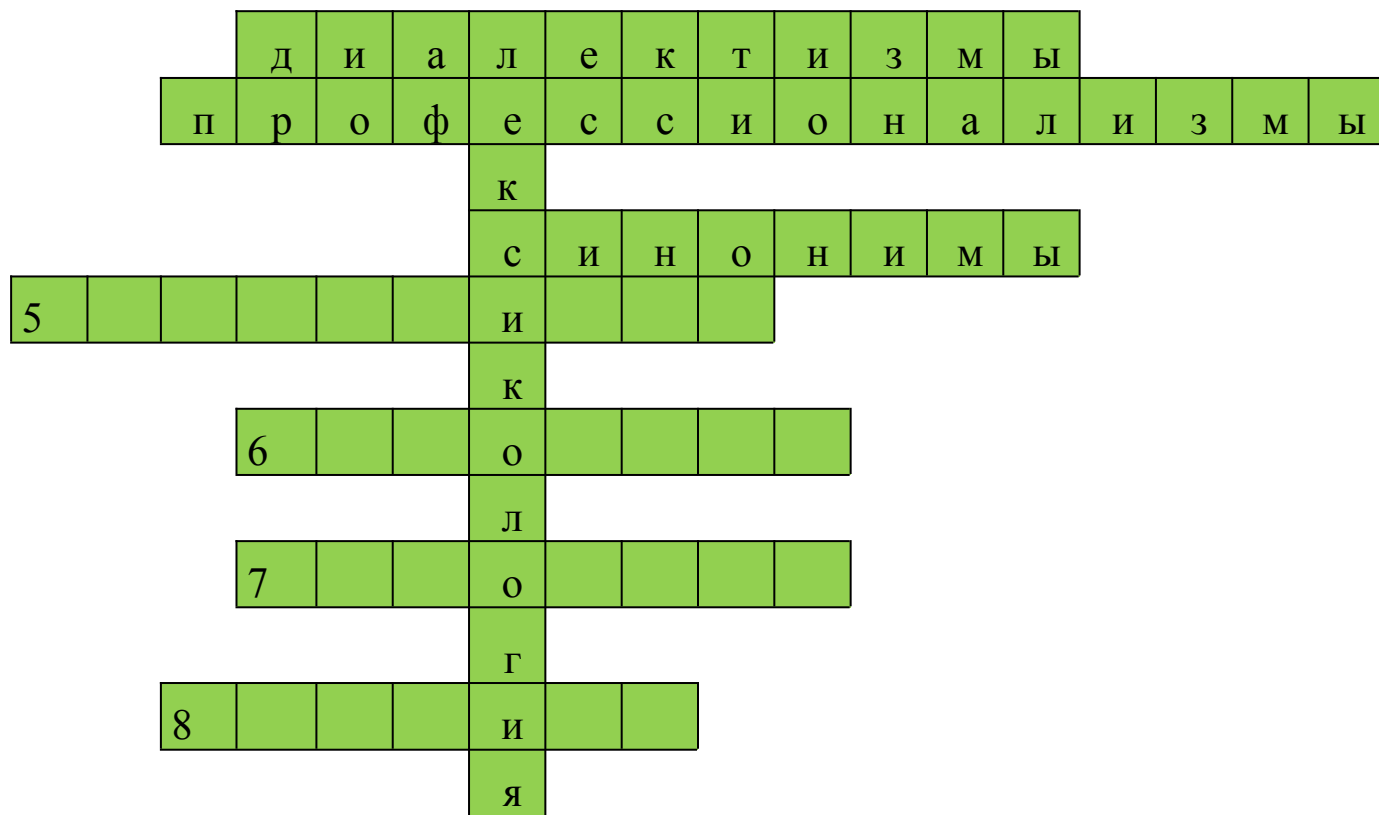 диалектизмы
профессионализмы
к
синонимы
5 и
к
6 о
л
7 о
г
8 и
я